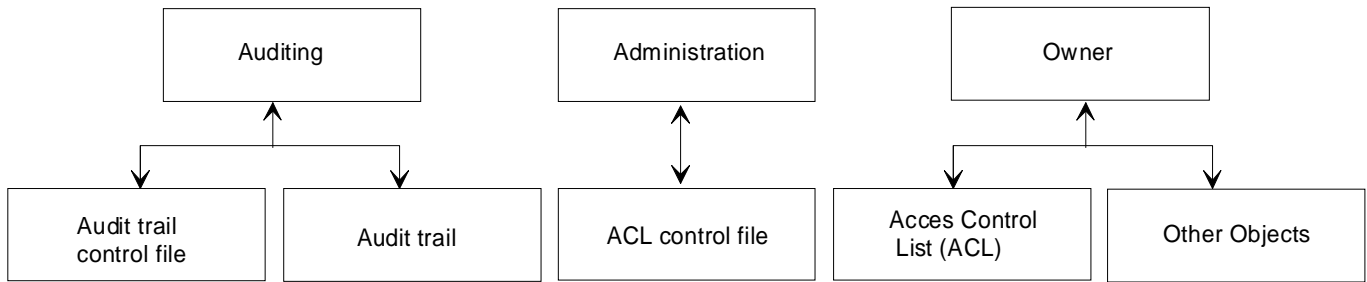 Auditing
Administration
Owner
Audit trail
control file
Audit trail
ACL control file
Acces Control
List (ACL)
Other Objects